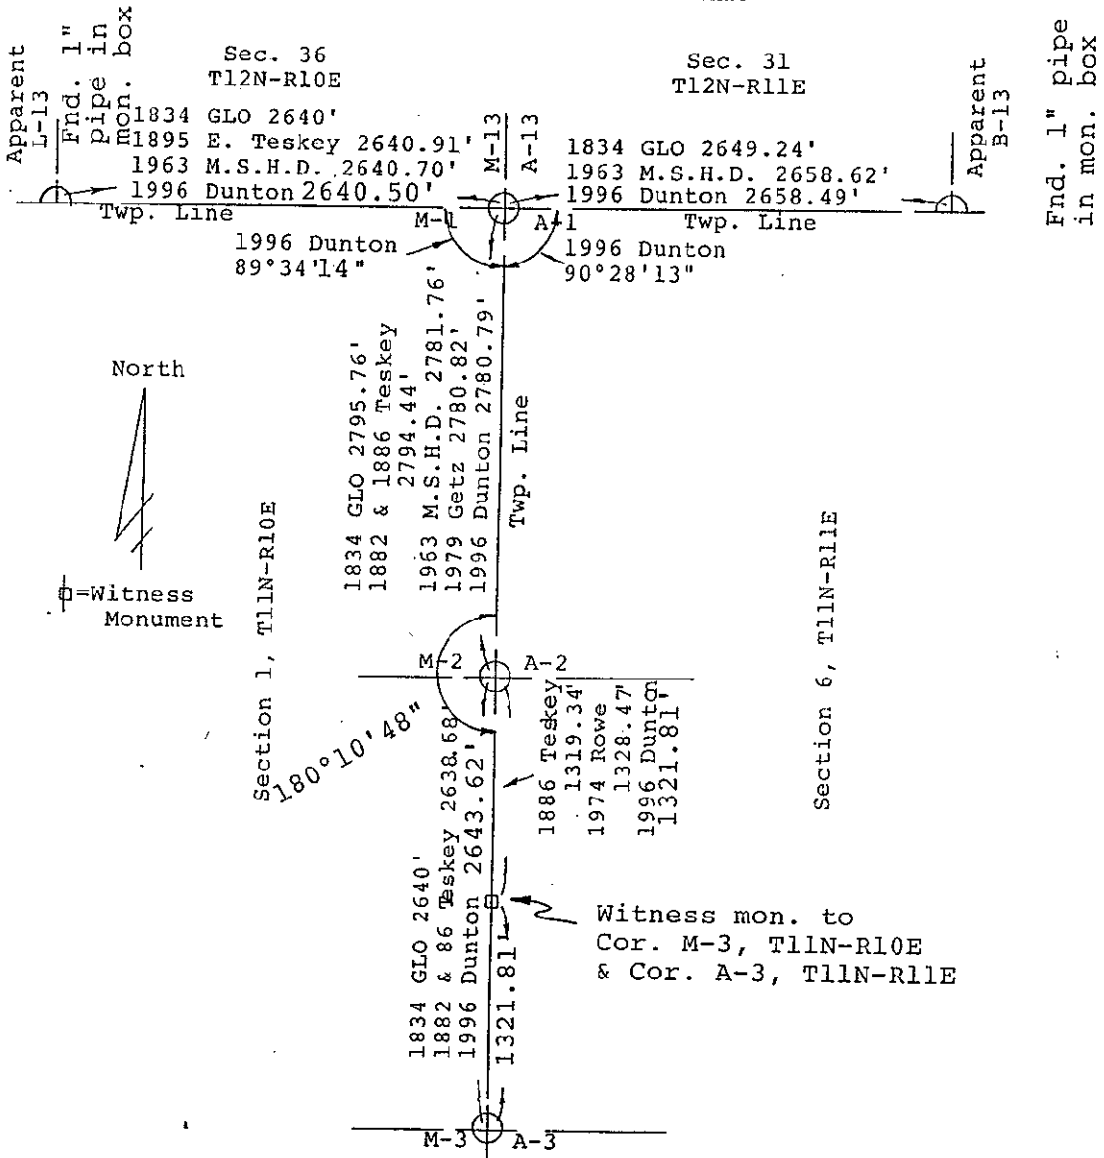 Apparent
L-13
Fnd. 1"
pipe in
mon. box
Sec. 36
T12N-R10E
1834 GLO 2640'
1895 E. Teskey 2640.91'
1963 M.S.H.D. 2640.70'
1996 Dunton 2640.50'
Twp. Line
M-13
A-13
Sec. 31
T12N-R11E
1834 GLO 2649.24'
1963 M.S.H.D. 2658.62'
1996 Dunton 2658.49'
Twp. Line
Apparent
B-13
Fnd. 1" pipe
in mon. box
M-1
A-1
1996 Dunton
89°34'14"
1996 Dunton
90°28'13"
North
1834 GLO 2795.76'
1882 & 1886 Teskey
2794.44'
1963 M.S.H.D. 2781.76'
1979 Getz 2780.82'
1996 Dunton 2780.79'
Twp. Line
=Witness
Monument
Section 1, T11N-R10E
Section 6, T11N-R11E
M-2
A-2
180°10'48"
1886 Teskey
1319.34'
1974 Rowe
1328.47'
1996 Dunton
1321.81'
1834 GLO 2640'
1882 & 86 Teskey 2638.68'
1996 Dunton 2643.62'
1321.81'
Witness mon. to
Cor. M-3, T11N-R10E
& Cor. A-3, T11N-R11E
M-3
A-3